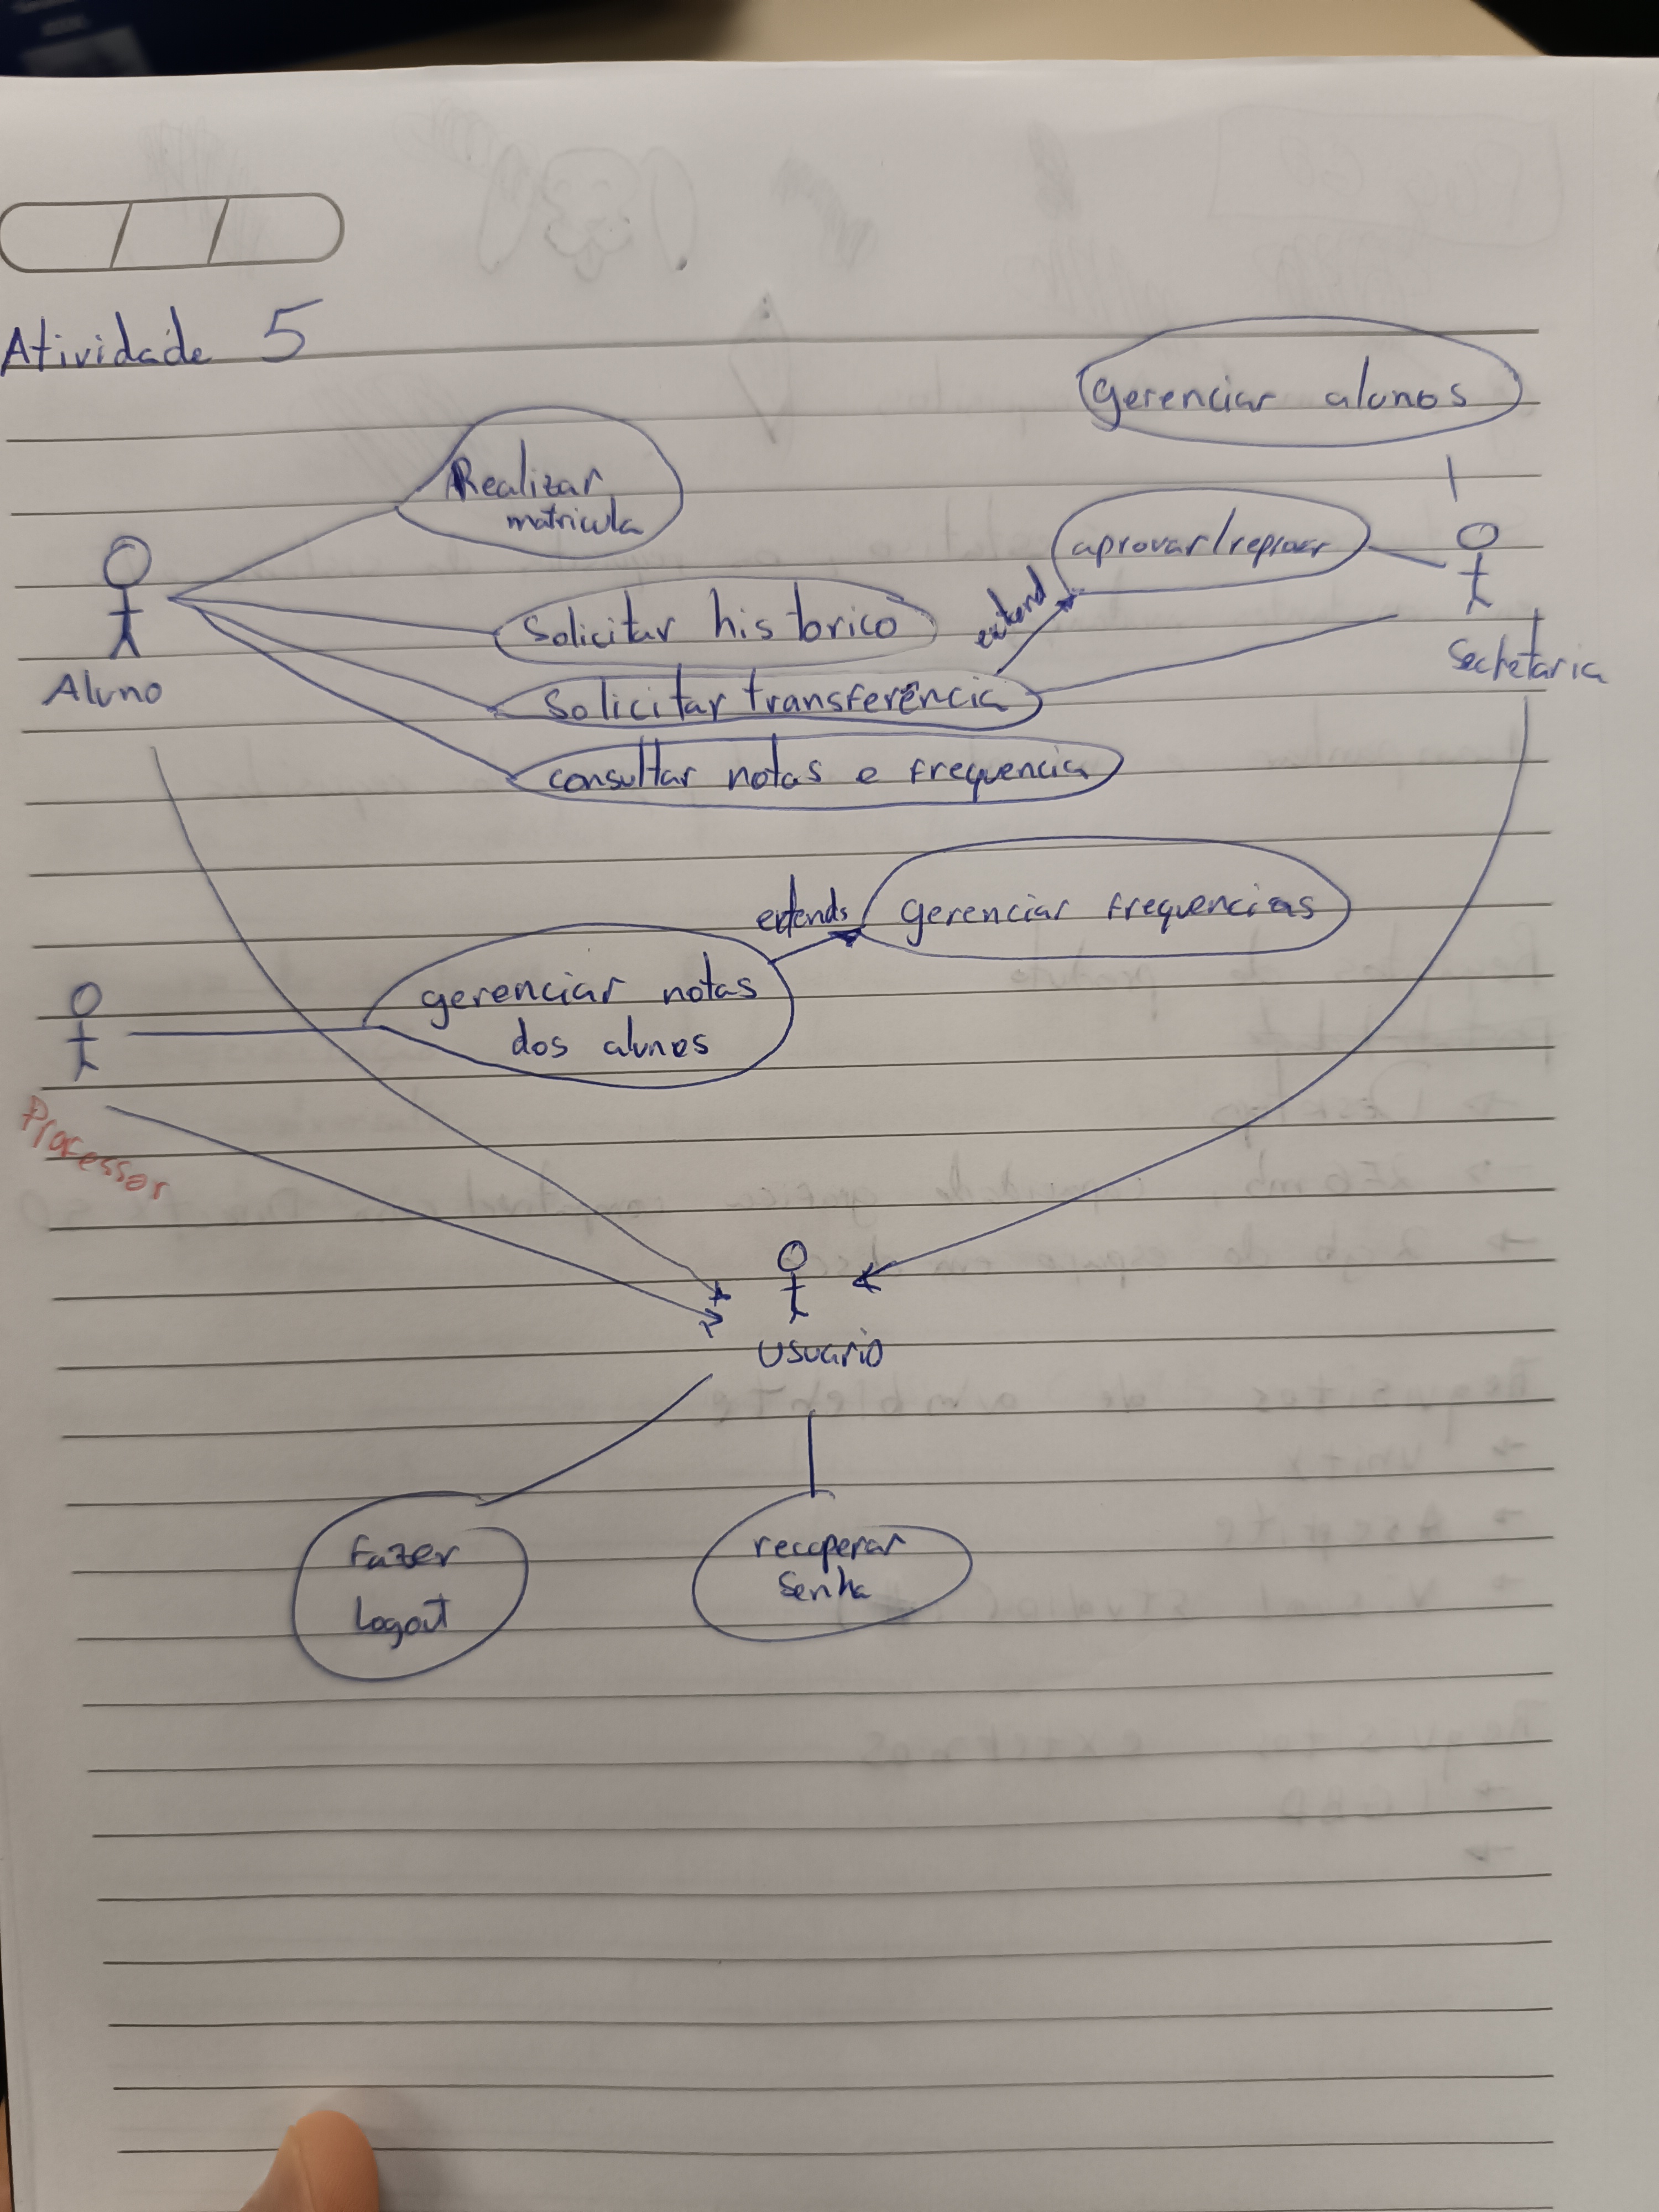 Atividade 5
gerenciar alunos
Realizar
matricula
aprovar/reprovar
extend
Solicitar historico
Secretaria
Aluno
Solicitar transferência
consultar notas e frequencia
extends
gerenciar frequencias
gerenciar notas
dos alunos
Professor
Usuario
Fazer
Logout
recuperar
Senha